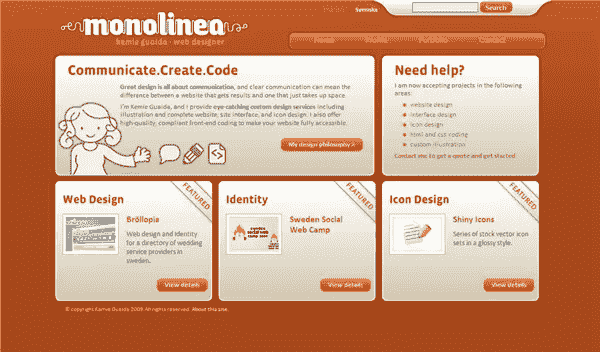 Svenska
Search
monolinea
kemie guaida · web designer
Home
Works
Portfolio
Contact
Communicate.Create.Code
Great design is all about communication, and clear communication can mean the
difference between a website that gets results and one that just takes up space.
I'm Kemie Guaida, and I provide eye-catching custom design services including
illustration and complete website, site interface, and icon design. I also offer
high-quality, compliant front-end coding to make your website fully accessible.
My design philosophy >
Need help?
I am now accepting projects in the following
areas:
website design
interface design
icon design
html and css coding
custom illustration
Contact me to get a quote and get started
Web Design
FEATURED
Bröllopia
Web design and identity
for a directory of wedding
service providers in
sweden.
View details
Identity
FEATURED
Sweden Social
Web Camp
View details
Icon Design
FEATURED
Shiny Icons
Series of stock vector icon
sets in a glossy style.
View details
© copyright Kemie Guaida 2009. All rights reserved. About this site.